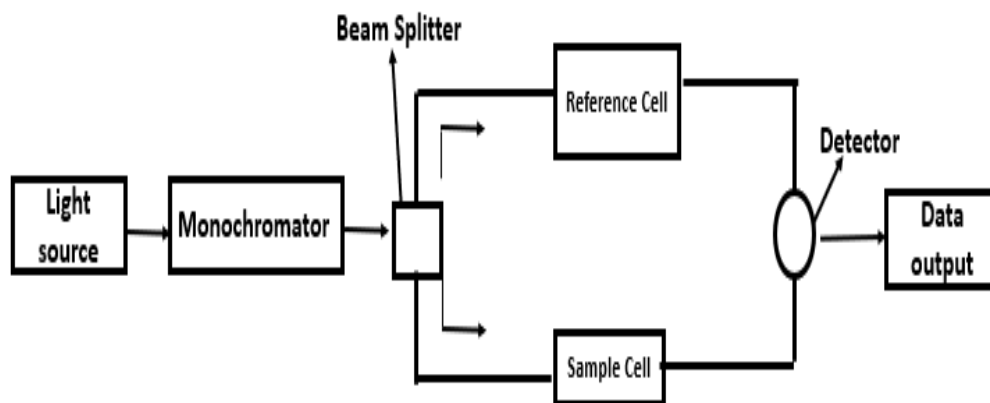 Beam Splitter
Reference Cell
Detector
Light
source
Monochromator
Data
output
Sample Cell